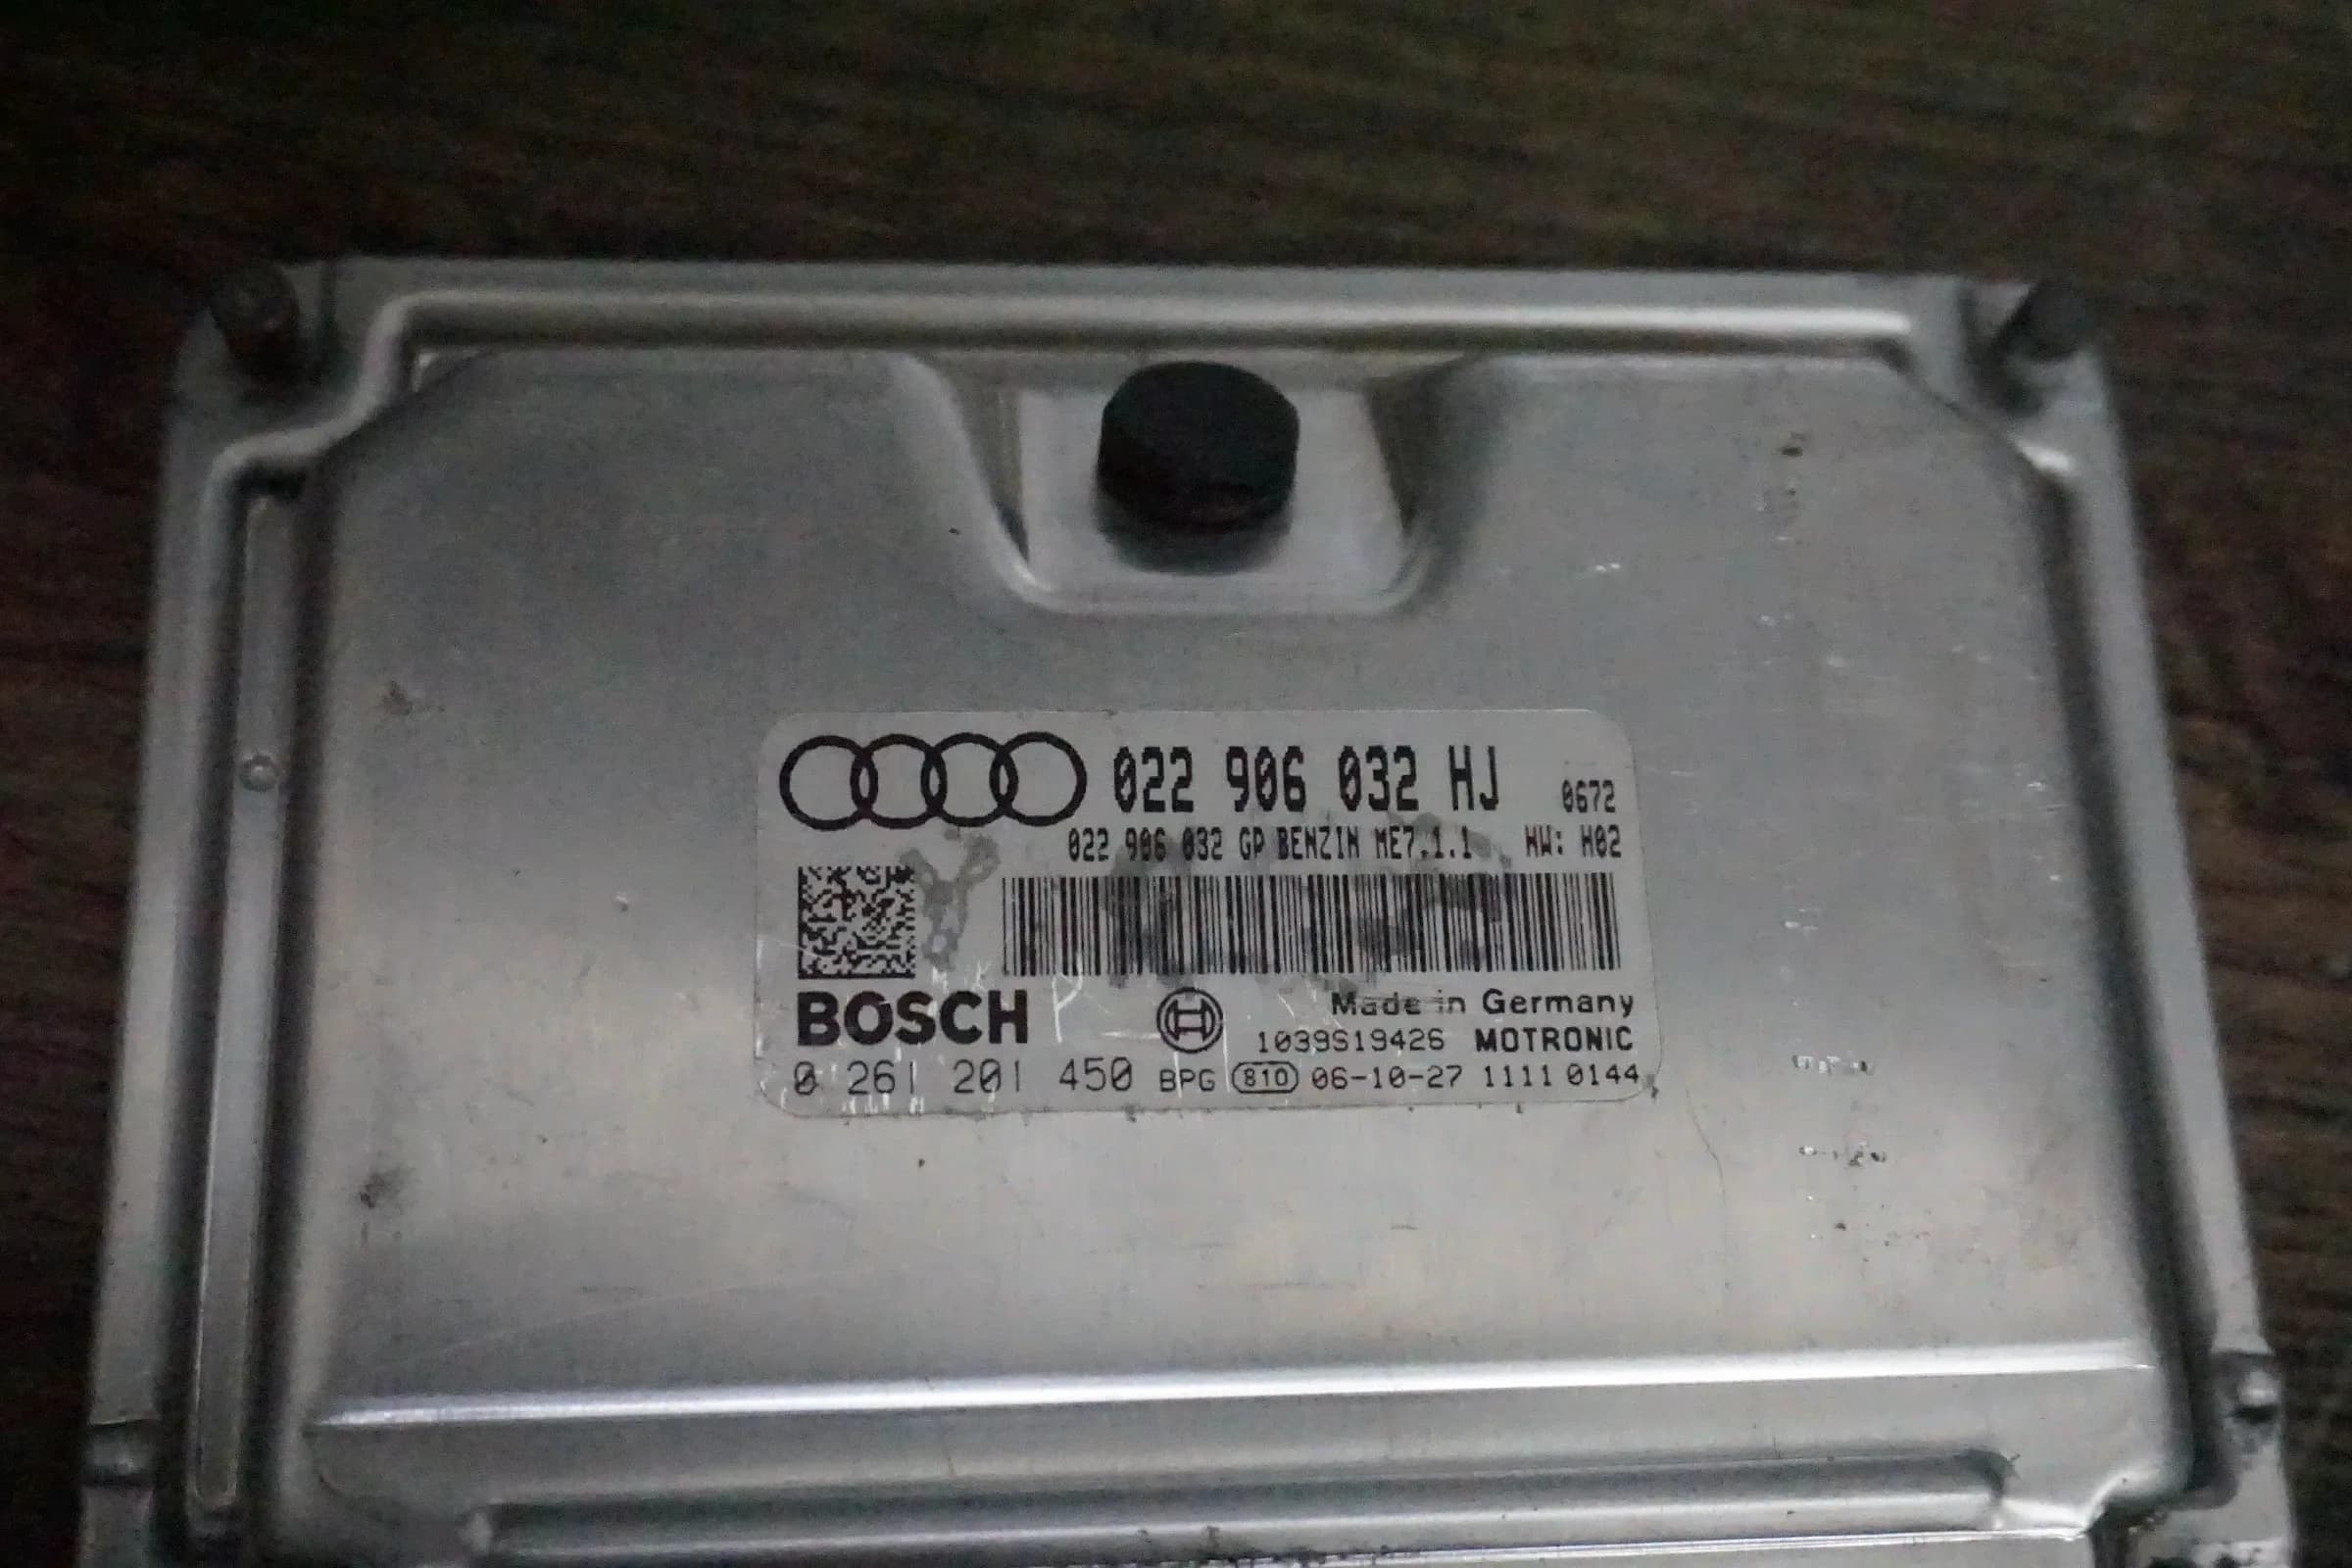 022 906 032 HJ 0672
022 906 032 GP BENZIN ME7.1.1 HW: H02
BOSCH
Made in Germany
1039S19426 MOTRONIC
0 261 201 450 BPG 810 06-10-27 1111 0144